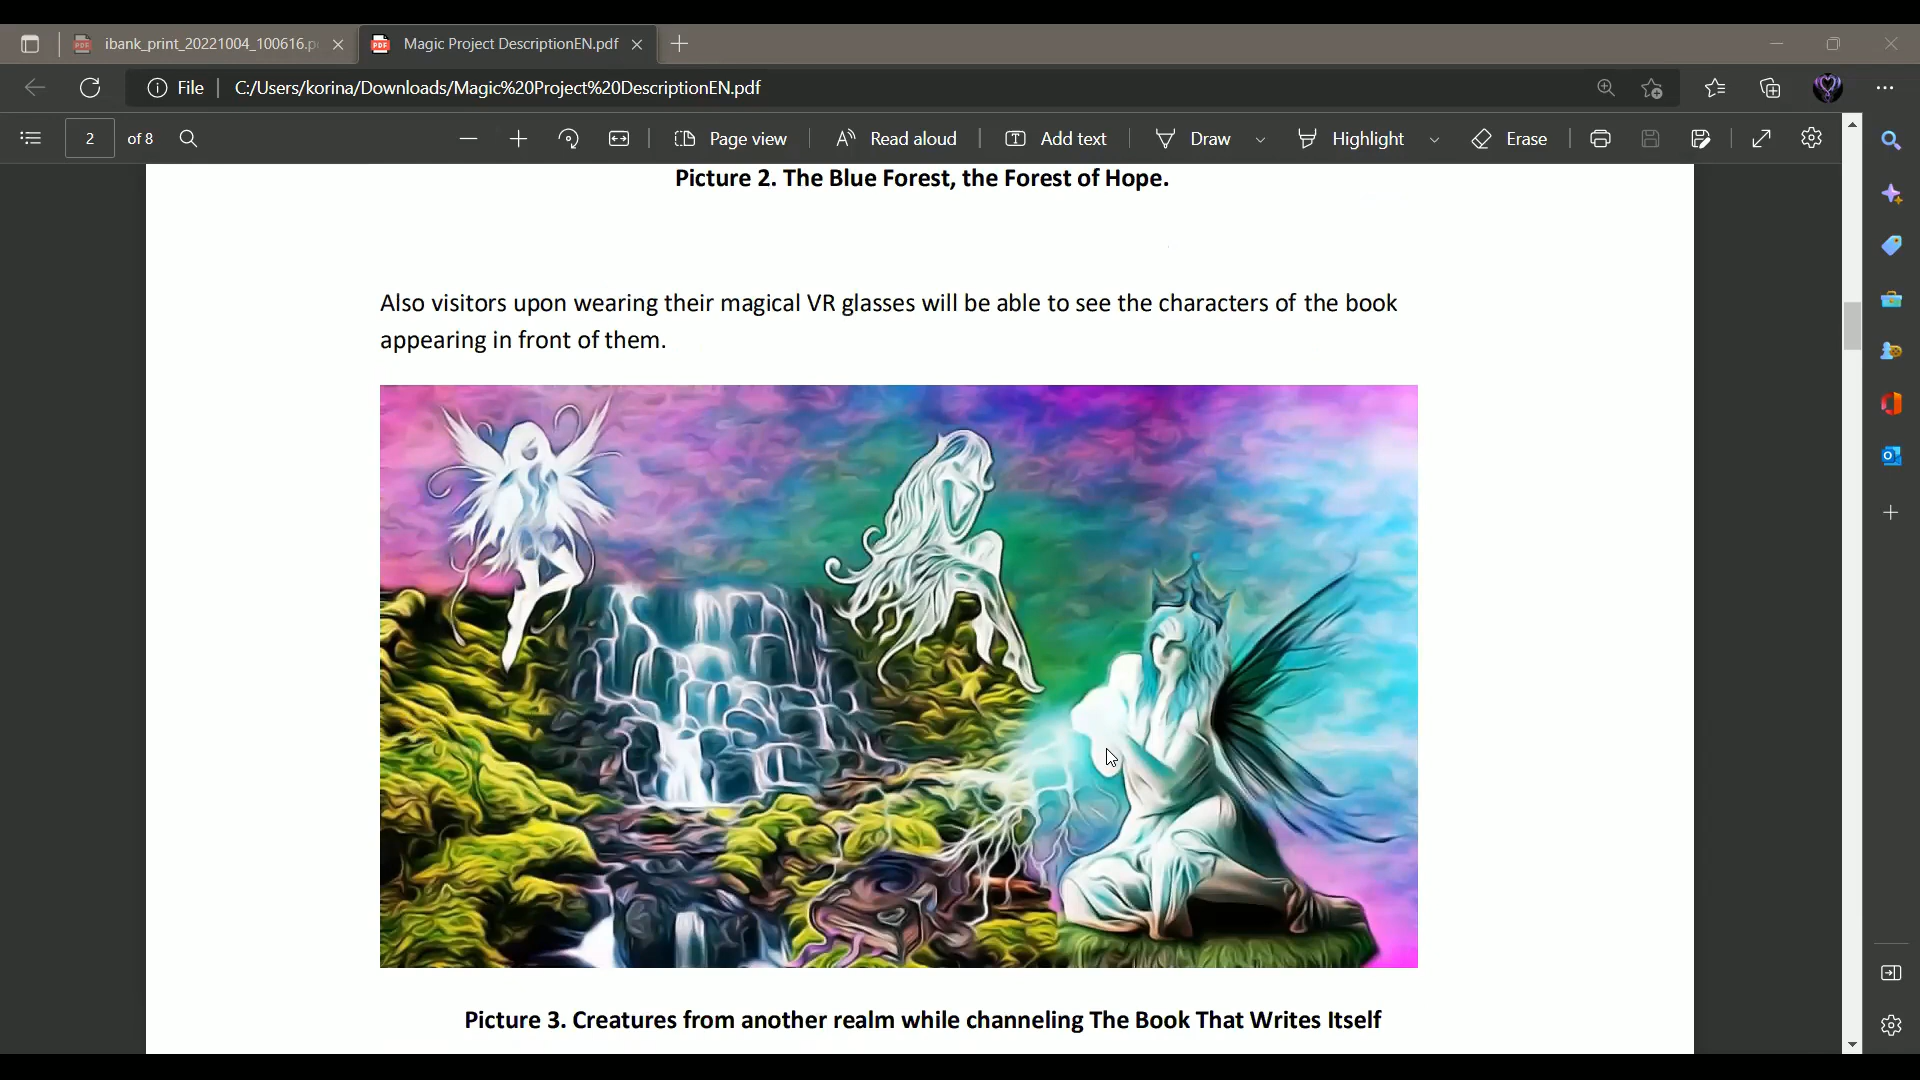 ibank_print_20221004_100616.p
Magic Project DescriptionEN.pdf
File
C:/Users/korina/Downloads/Magic%20Project%20DescriptionEN.pdf
2 of 8
Page view
Read aloud
Add text
Draw
Highlight
Erase
Picture 2. The Blue Forest, the Forest of Hope.
Also visitors upon wearing their magical VR glasses will be able to see the characters of the book
appearing in front of them.
Picture 3. Creatures from another realm while channeling The Book That Writes Itself